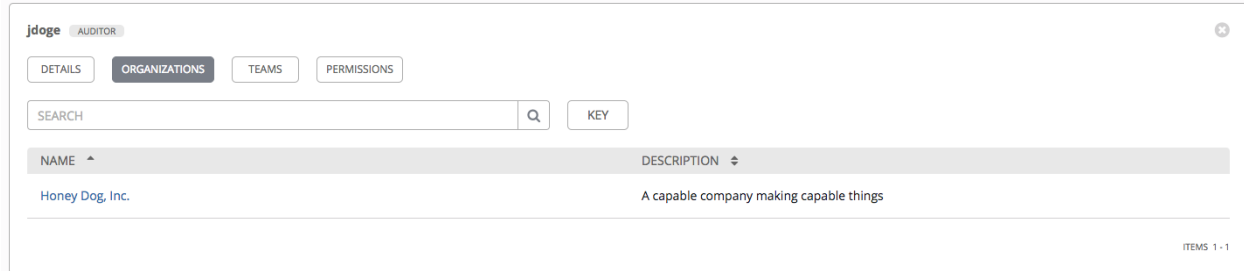 jdoge AUDITOR
DETAILS ORGANIZATIONS TEAMS PERMISSIONS
SEARCH KEY
NAME DESCRIPTION
Honey Dog, Inc. A capable company making capable things
ITEMS 1 - 1